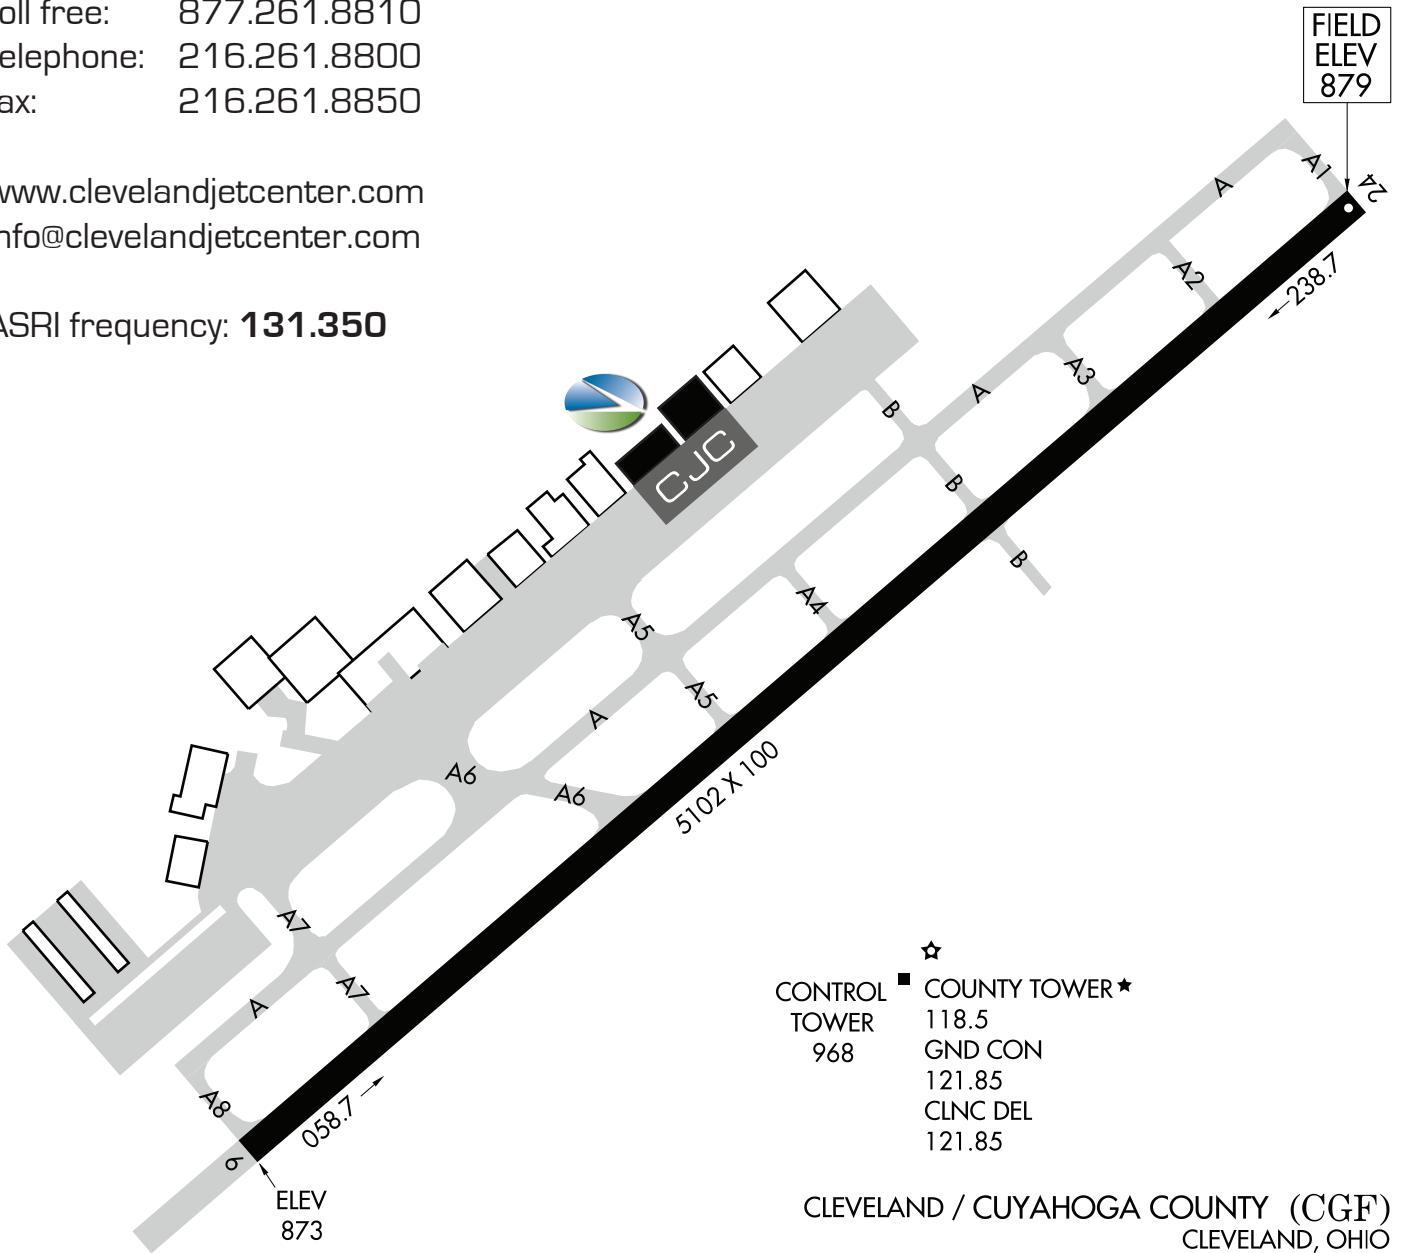 oll free: 877.261.8810
elephone: 216.261.8800
ax: 216.261.8850
www.clevelandjetcenter.com
nfo@clevelandjetcenter.com
ASRI frequency: 131.350
FIELD
ELEV
879
A1
24
A
A2
238.7
A3
A
B
B
B
CJC
A4
A5
A5
A
A6
A6
5102 X 100
A7
A7
A
A8
058.7
6
ELEV
873
CONTROL
TOWER
968
COUNTY TOWER
118.5
GND CON
121.85
CLNC DEL
121.85
CLEVELAND / CUYAHOGA COUNTY (CGF)
CLEVELAND, OHIO